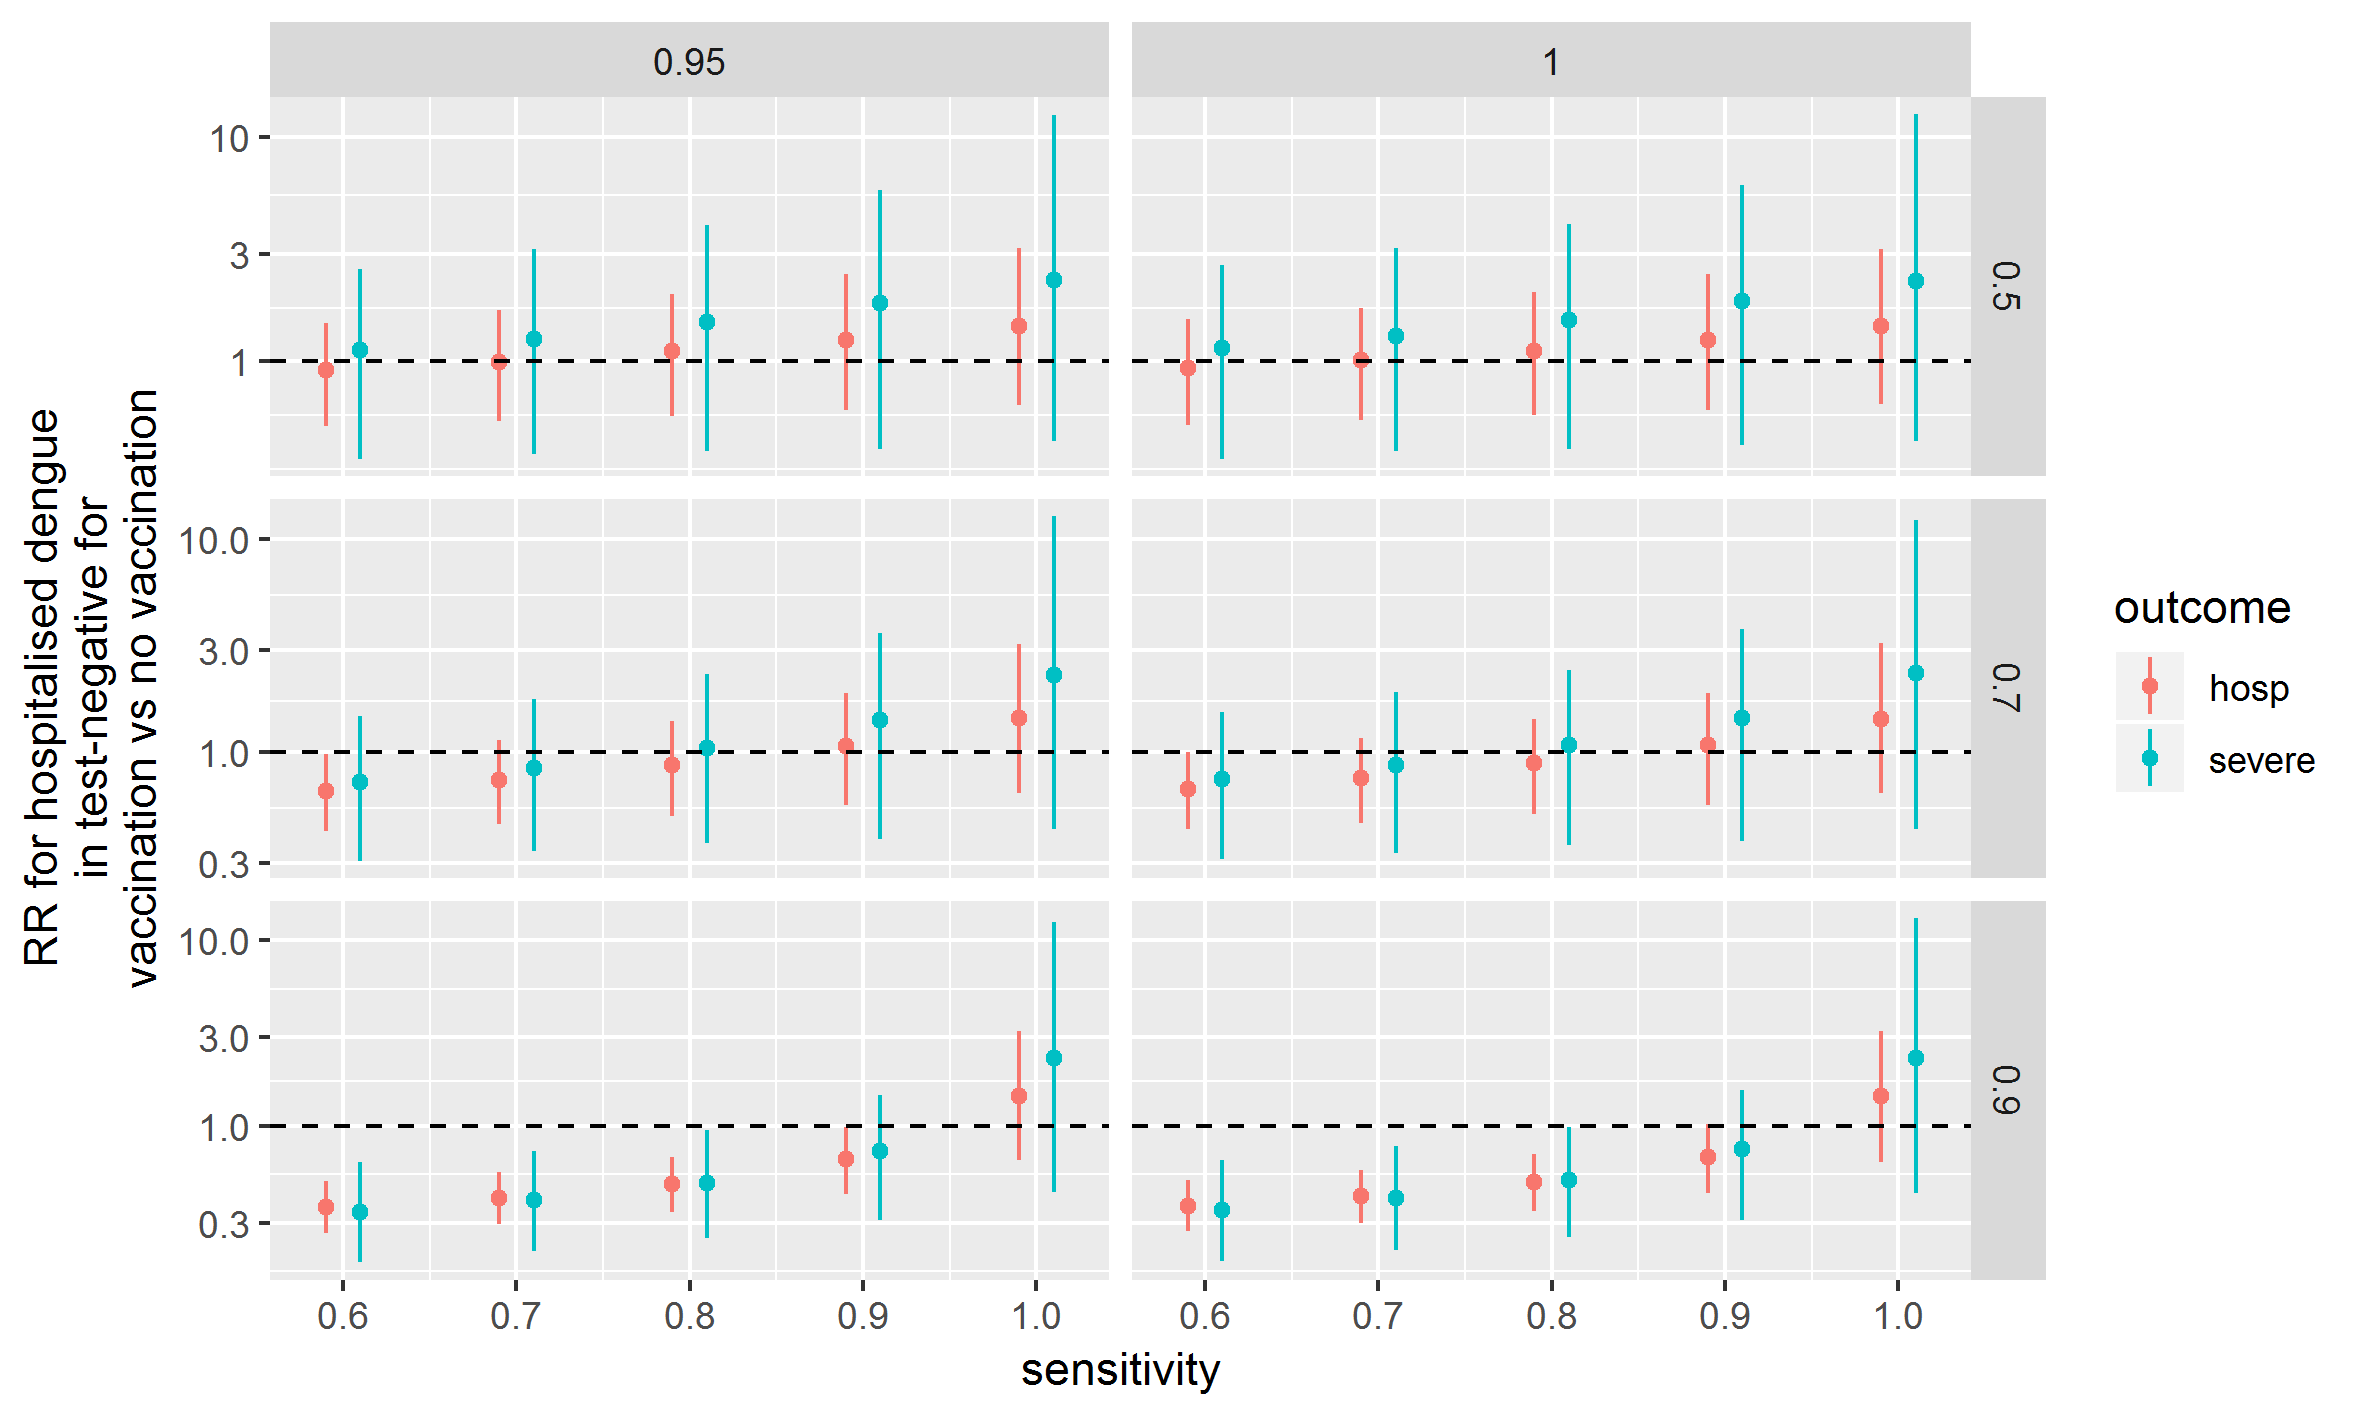 0.95
1
10
3
1
0.5
10.0
3.0
1.0
0.3
0.7
10.0
3.0
1.0
0.3
0.9
0.6 0.7 0.8 0.9 1.0
0.6 0.7 0.8 0.9 1.0
sensitivity
RR for hospitalised dengue
in test-negative for
vaccination vs no vaccination
outcome
hosp
severe